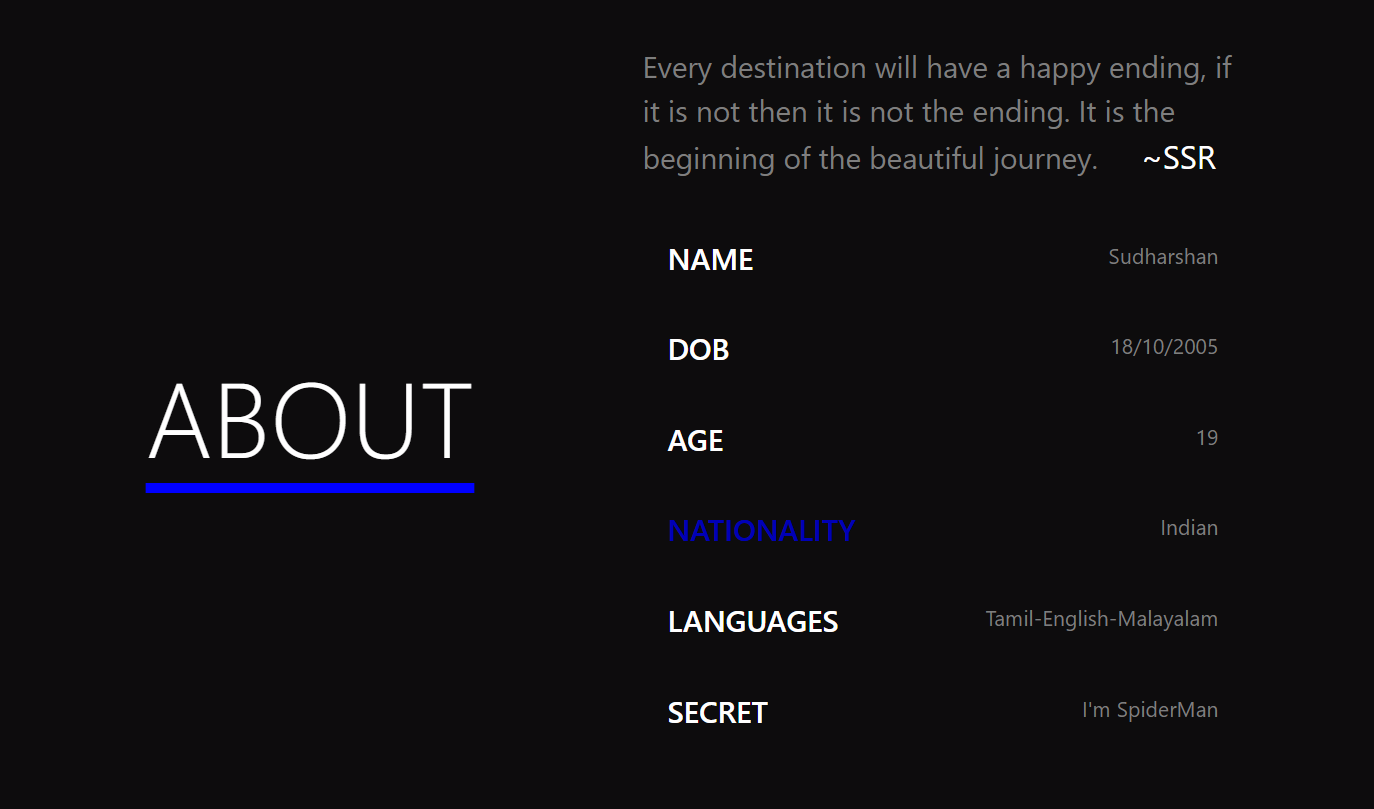 ABOUT
Every destination will have a happy ending, if
it is not then it is not the ending. It is the
beginning of the beautiful journey. ~SSR
NAME Sudharshan
DOB 18/10/2005
AGE 19
NATIONALITY Indian
LANGUAGES Tamil-English-Malayalam
SECRET I'm SpiderMan